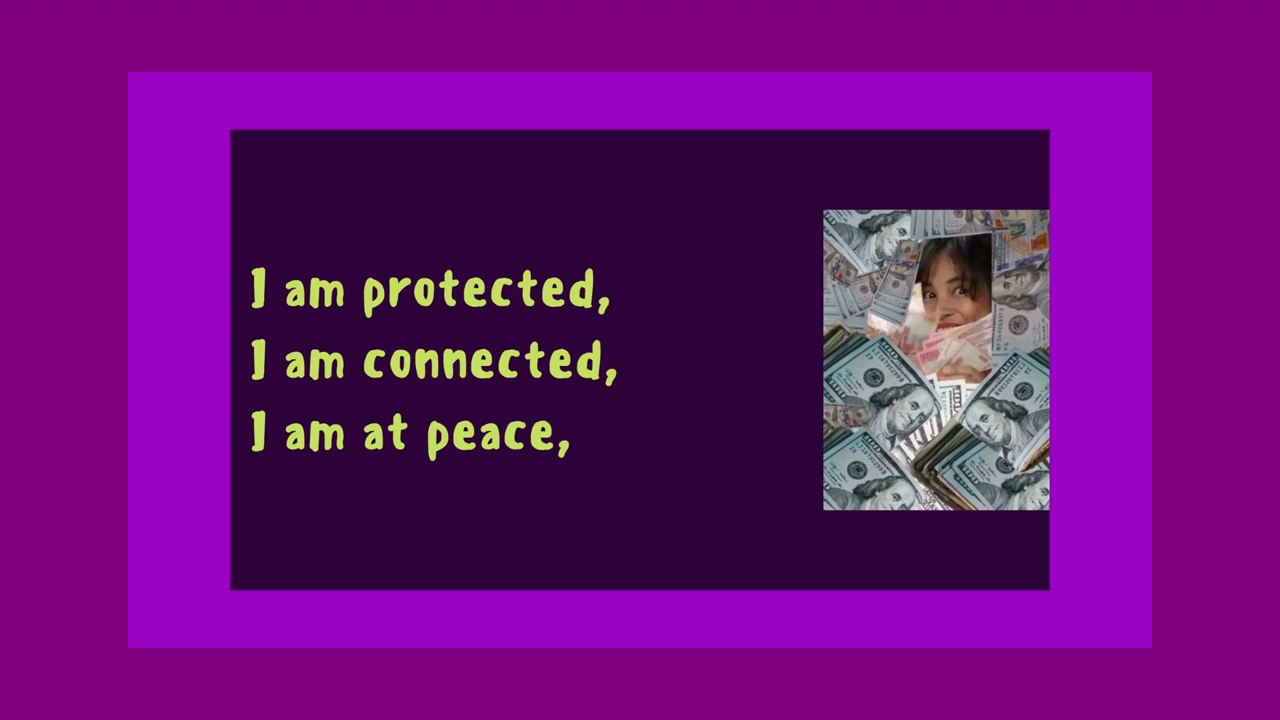 I am protected,
I am connected,
I am at peace,